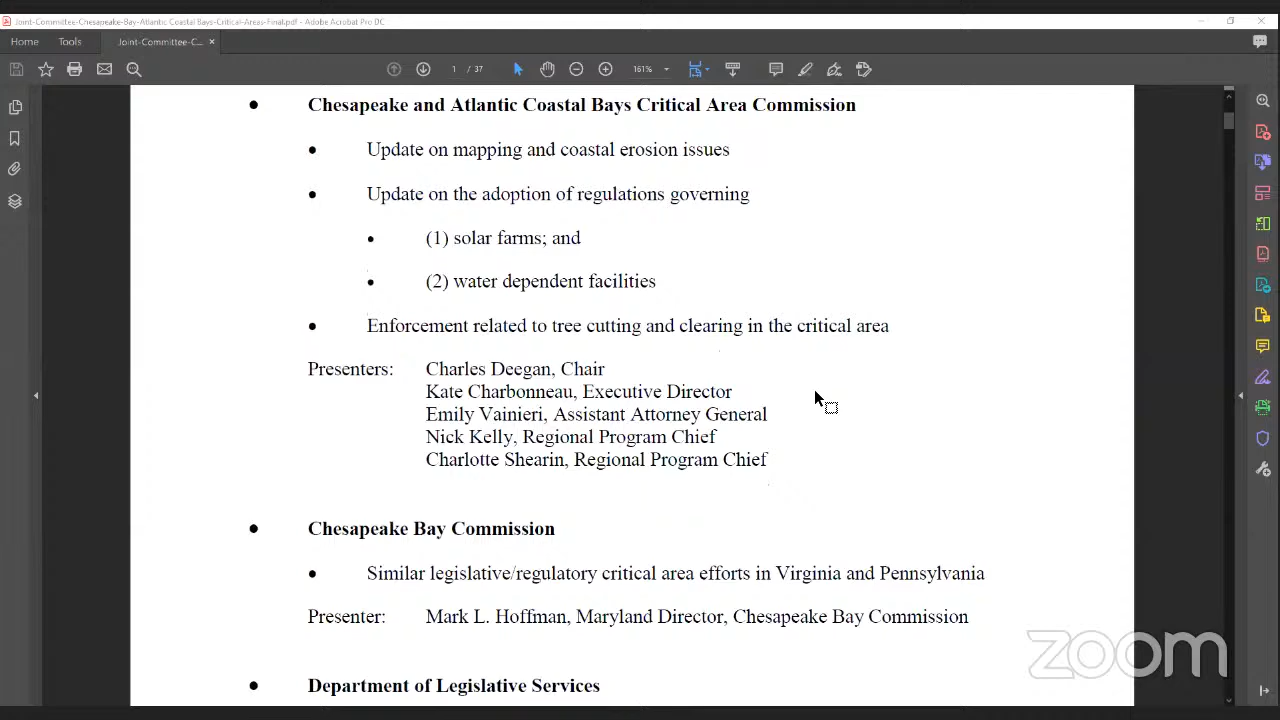 Joint-Committee-Chesapeake-Bay-Atlantic Coastal Bays-Critical-Areas-Final.pdf - Adobe Acrobat Pro DC
Home Tools Joint-Committee-C... ×
1 / 37 161%
• Chesapeake and Atlantic Coastal Bays Critical Area Commission
• Update on mapping and coastal erosion issues
• Update on the adoption of regulations governing
• (1) solar farms; and
• (2) water dependent facilities
• Enforcement related to tree cutting and clearing in the critical area
Presenters: Charles Deegan, Chair
Kate Charbonneau, Executive Director
Emily Vainieri, Assistant Attorney General
Nick Kelly, Regional Program Chief
Charlotte Shearin, Regional Program Chief
• Chesapeake Bay Commission
• Similar legislative/regulatory critical area efforts in Virginia and Pennsylvania
Presenter: Mark L. Hoffman, Maryland Director, Chesapeake Bay Commission
zoom
• Department of Legislative Services